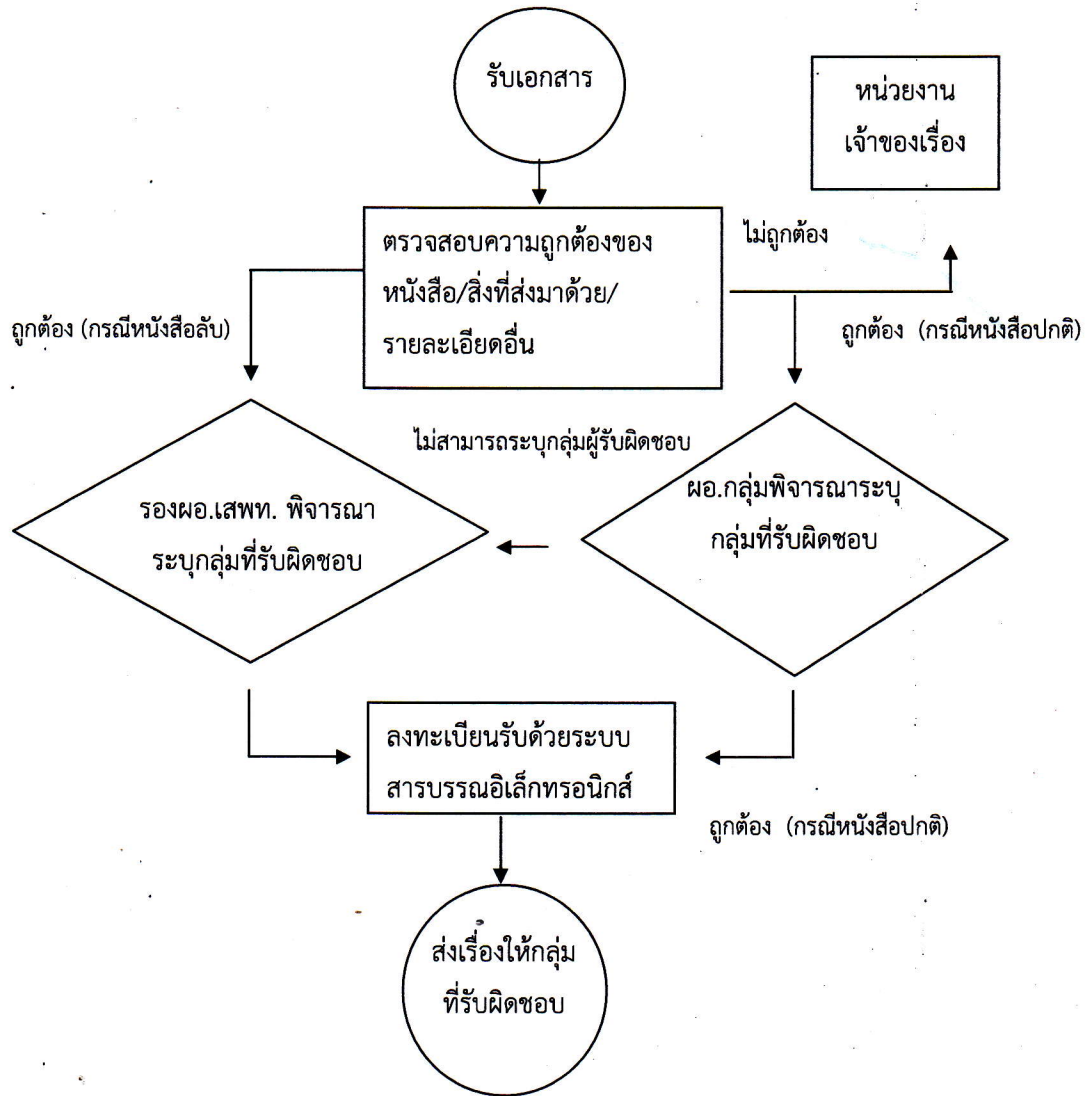 รับเอกสาร
หน่วยงาน
เจ้าของเรื่อง
ตรวจสอบความถูกต้องของ
หนังสือ/สิ่งที่ส่งมาด้วย/
รายละเอียดอื่น
ไม่ถูกต้อง
ถูกต้อง (กรณีหนังสือลับ)
ถูกต้อง (กรณีหนังสือปกติ)
ไม่สามารถระบุกลุ่มผู้รับผิดชอบ
รองผอ.เสพท. พิจารณา
ระบุกลุ่มที่รับผิดชอบ
ผอ.กลุ่มพิจารณาระบุ
กลุ่มที่รับผิดชอบ
ลงทะเบียนรับด้วยระบบ
สารบรรณอิเล็กทรอนิกส์
ถูกต้อง (กรณีหนังสือปกติ)
ส่งเรื่องให้กลุ่ม
ที่รับผิดชอบ